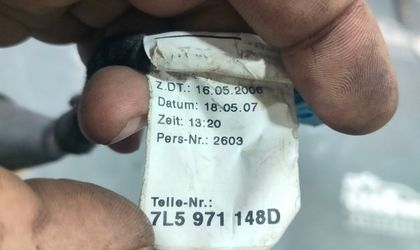 Z.DT.: 16.05.2006
Datum: 18.05.07
Zeit: 13:20
Pers-Nr.: 2603
Teile-Nr.:
7L5 971 148D